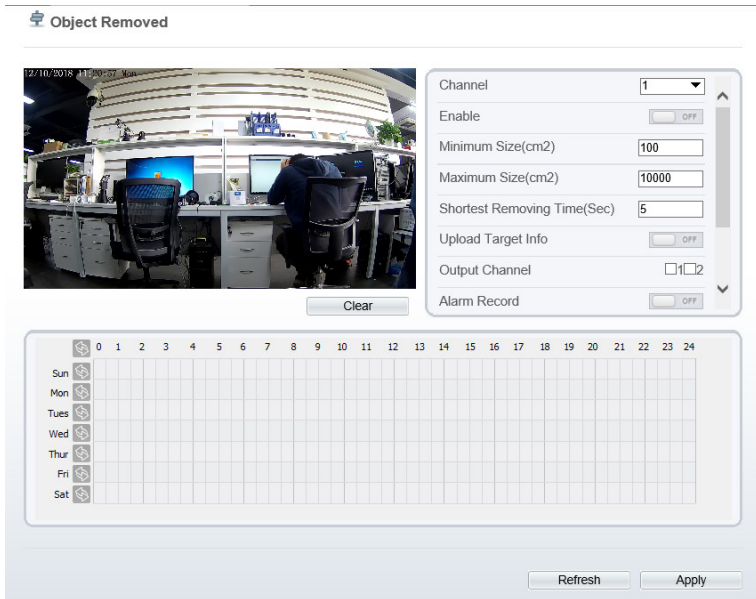 Object Removed
12/10/2018 11:20:57 Mon
Clear
Channel 1
Enable OFF
Minimum Size(cm2) 100
Maximum Size(cm2) 10000
Shortest Removing Time(Sec) 5
Upload Target Info OFF
Output Channel 1 2
Alarm Record OFF
0 1 2 3 4 5 6 7 8 9 10 11 12 13 14 15 16 17 18 19 20 21 22 23 24
Sun
Mon
Tues
Wed
Thur
Fri
Sat
Refresh Apply